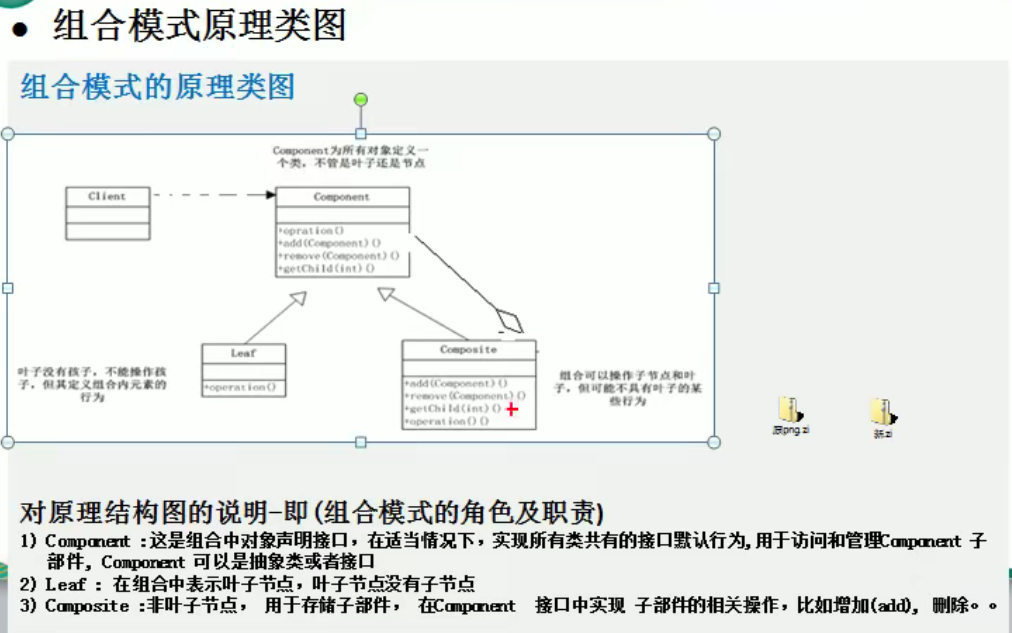 ● 组合模式原理类图
组合模式的原理类图
Component为所有对象定义一
个类，不管是叶子还是节点
Client
Component
+opration()
+add(Component)()
+remove(Component)()
+getChild(int)()
Leaf
+operation()
Composite
+add(Component)()
+remove(Component)()
+getChild(int)()
+operation()()
叶子没有孩子，不能操作孩
子，但其定义组合内元素的
行为
组合可以操作子节点和叶
子，但可能不具有叶子的某
些行为
原png.zi
新.zi
对原理结构图的说明-即(组合模式的角色及职责)
1) Component :这是组合中对象声明接口，在适当情况下，实现所有类共有的接口默认行为,用于访问和管理Component 子
部件, Component 可以是抽象类或者接口
2) Leaf : 在组合中表示叶子节点，叶子节点没有子节点
3) Composite :非叶子节点， 用于存储子部件， 在Component 接口中实现 子部件的相关操作，比如增加(add), 删除。。